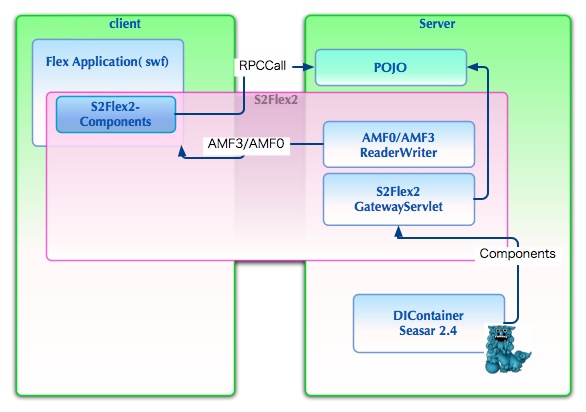 client
Server
Flex Application( swf)
RPCCall
POJO
S2Flex2
S2Flex2-
Components
AMF3/AMF0
AMF0/AMF3
ReaderWriter
S2Flex2
GatewayServlet
Components
DIContainer
Seasar 2.4